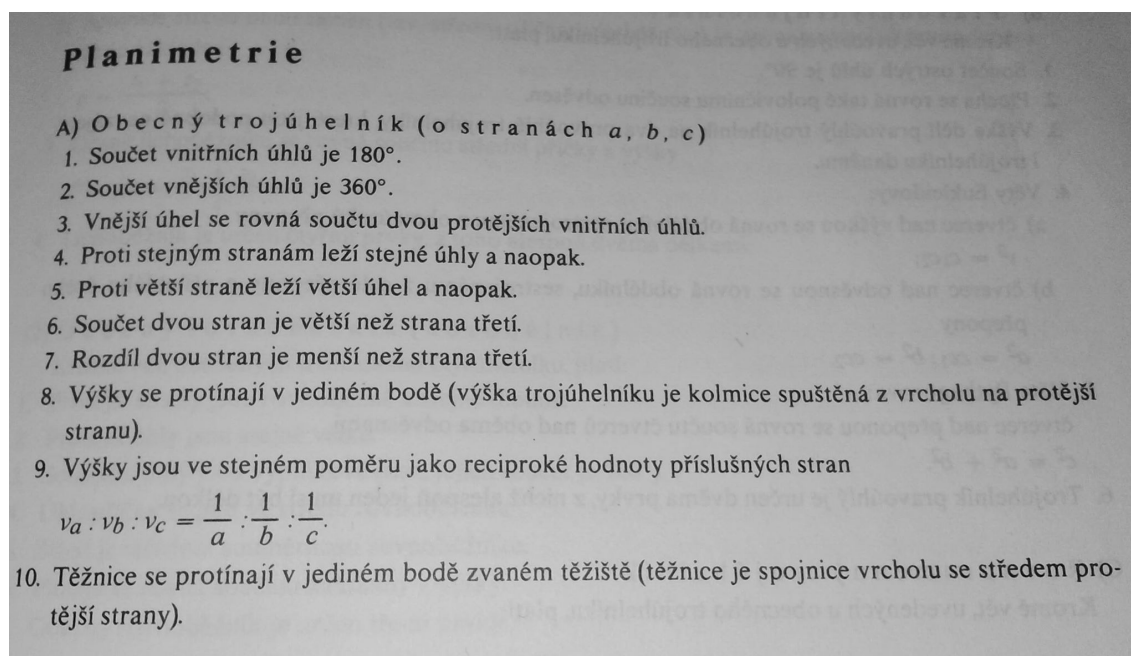 Planimetrie
A) Obecný trojúhelník (o stranách a, b, c)
1. Součet vnitřních úhlů je 180°.
2. Součet vnějších úhlů je 360°.
3. Vnější úhel se rovná součtu dvou protějších vnitřních úhlů.
4. Proti stejným stranám leží stejné úhly a naopak.
5. Proti větší straně leží větší úhel a naopak.
6. Součet dvou stran je větší než strana třetí.
7. Rozdíl dvou stran je menší než strana třetí.
8. Výšky se protínají v jediném bodě (výška trojúhelníku je kolmice spuštěná z vrcholu na protější
stranu).
9. Výšky jsou ve stejném poměru jako reciproké hodnoty příslušných stran
va : vb : vc = 1/a : 1/b : 1/c.
10. Těžnice se protínají v jediném bodě zvaném těžiště (těžnice je spojnice vrcholu se středem pro-
tější strany).